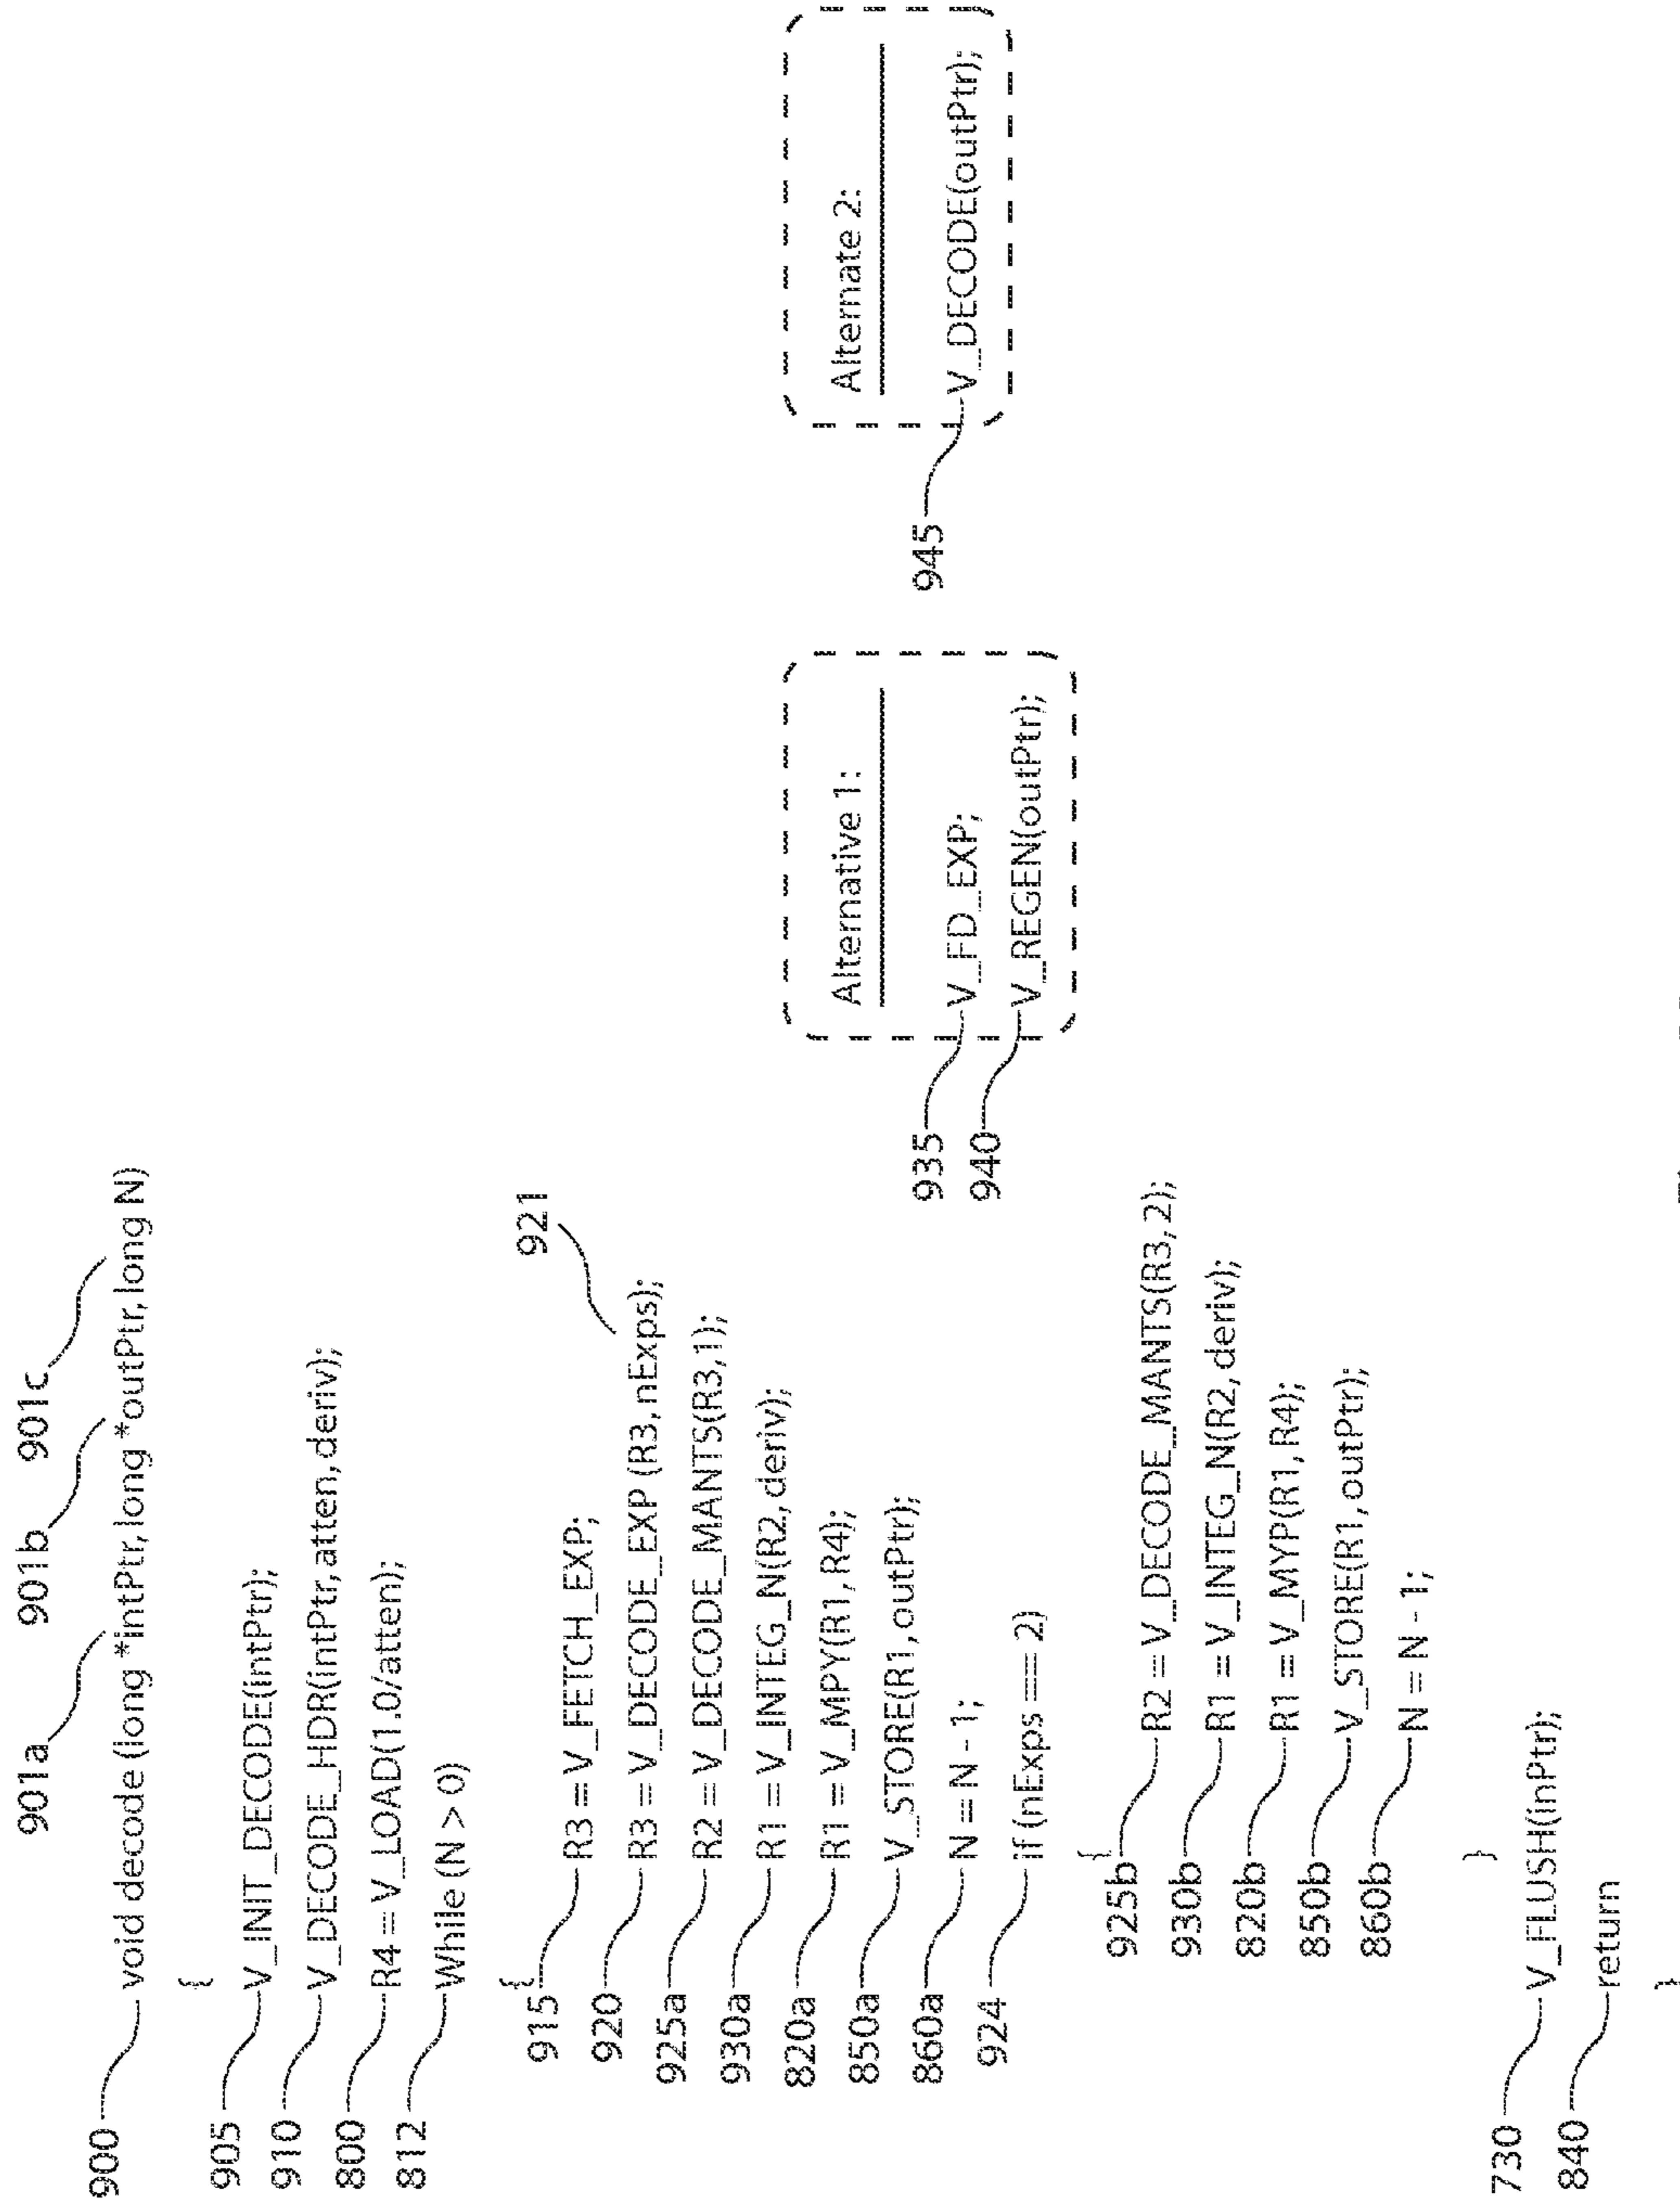 901a 901b 901c
900 void decode (long *intPtr, long *outPtr, long N)
{
905 V_INIT_DECODE(intPtr);
910 V_DECODE_HDR(intPtr, atten, deriv);
800 R4 = V_LOAD(1.0/atten);
812 While (N > 0)
{
921
915 R3 = V_FETCH_EXP;
920 R3 = V_DECODE_EXP (R3, nExps);
925a R2 = V_DECODE_MANTS(R3, 1);
930a R1 = V_INTEG_N(R2, deriv);
820a R1 = V_MPY(R1, R4);
850a V_STORE(R1, outPtr);
860a N = N - 1;
924 if (nExps == 2)
{
925b R2 = V_DECODE_MANTS(R3, 2);
930b R1 = V_INTEG_N(R2, deriv);
820b R1 = V_MYP(R1, R4);
850b V_STORE(R1, outPtr);
860b N = N - 1;
}
730 V_FLUSH(inPtr);
840 return
}
Alternative 1:
935 V_FD_EXP;
940 V_REGEN(outPtr);
Alternate 2:
945 V_DECODE(outPtr);